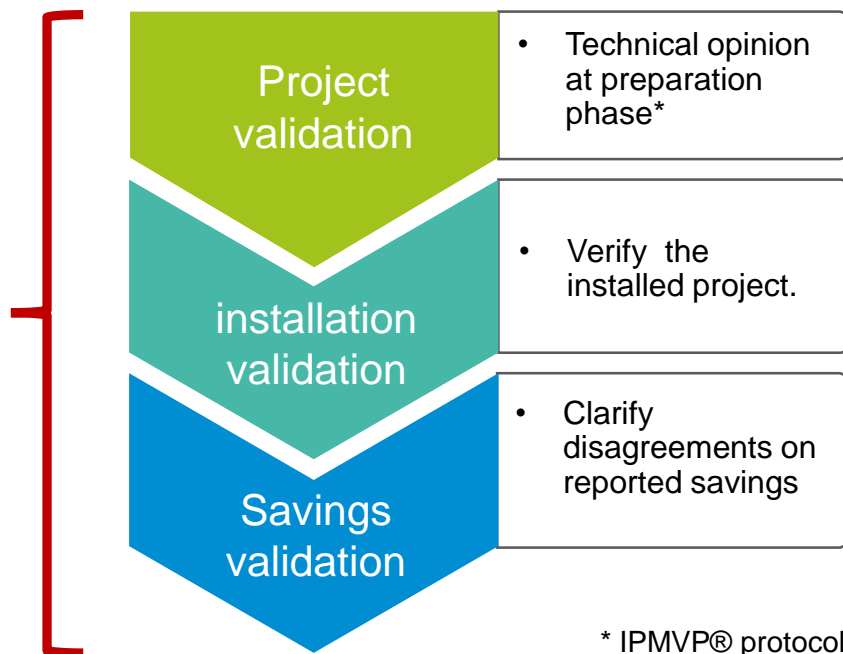 Project
validation
• Technical opinion
at preparation
phase*
installation
validation
• Verify the
installed project.
Savings
validation
• Clarify
disagreements on
reported savings
* IPMVP® protocol